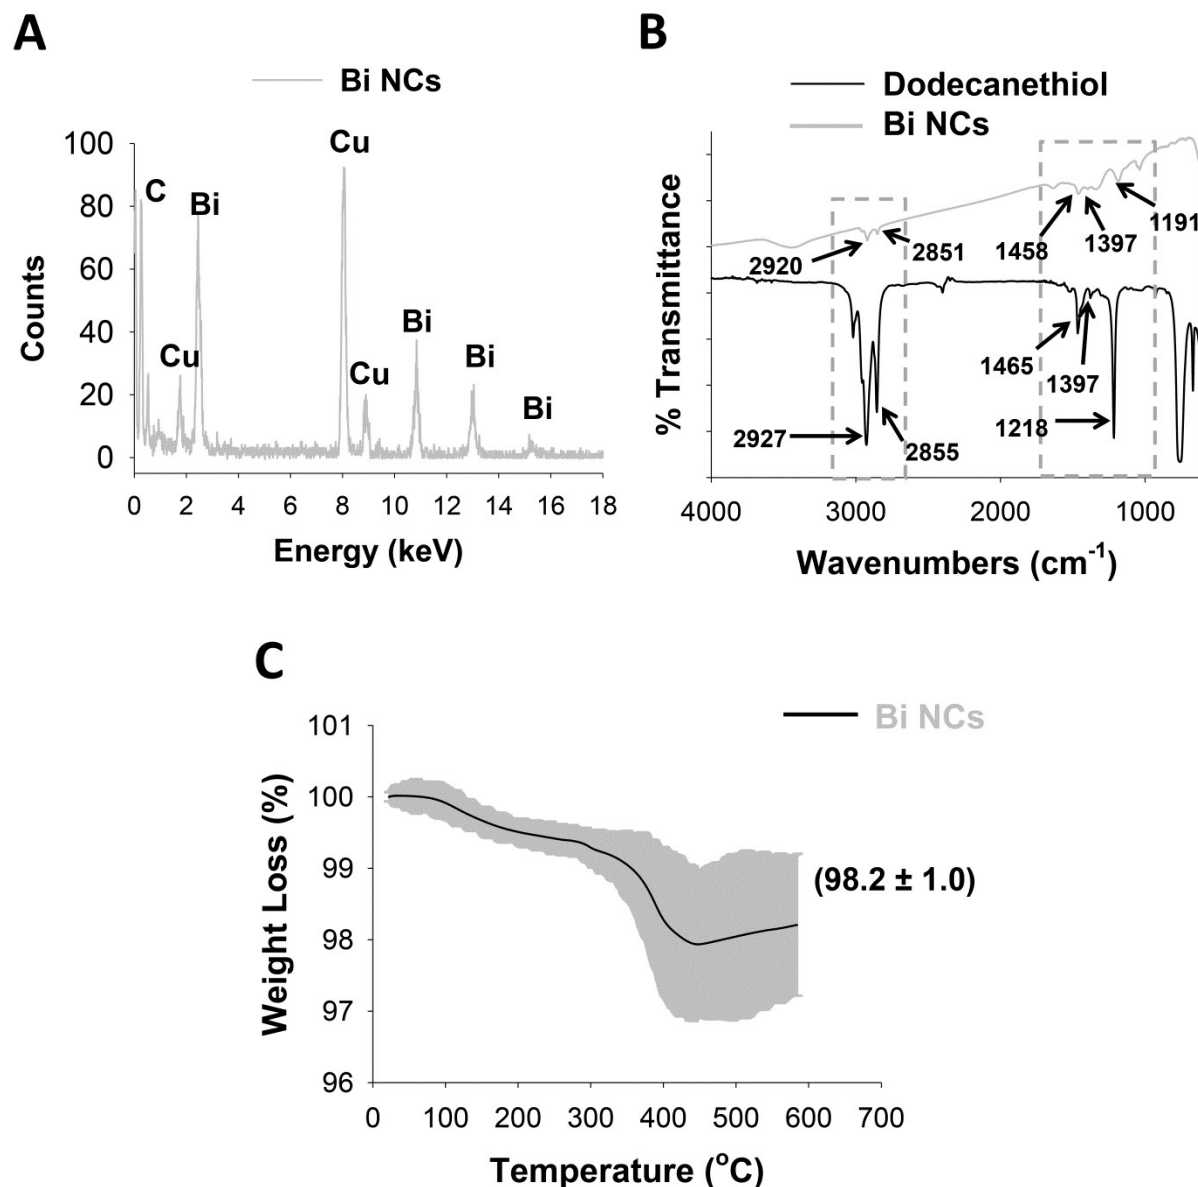 A
Bi NCs
100
80
60
40
20
0
C
Bi
Cu
Cu
Cu
Bi
Bi
Bi
Counts
0 2 4 6 8 10 12 14 16 18
Energy (keV)
B
Dodecanethiol
Bi NCs
% Transmittance
2920
2851
1458
1397
1191
2927
2855
1465
1397
1218
4000 3000 2000 1000
Wavenumbers (cm⁻¹)
C
Bi NCs
101
100
99
98
97
96
Weight Loss (%)
(98.2 ± 1.0)
0 100 200 300 400 500 600 700
Temperature (°C)